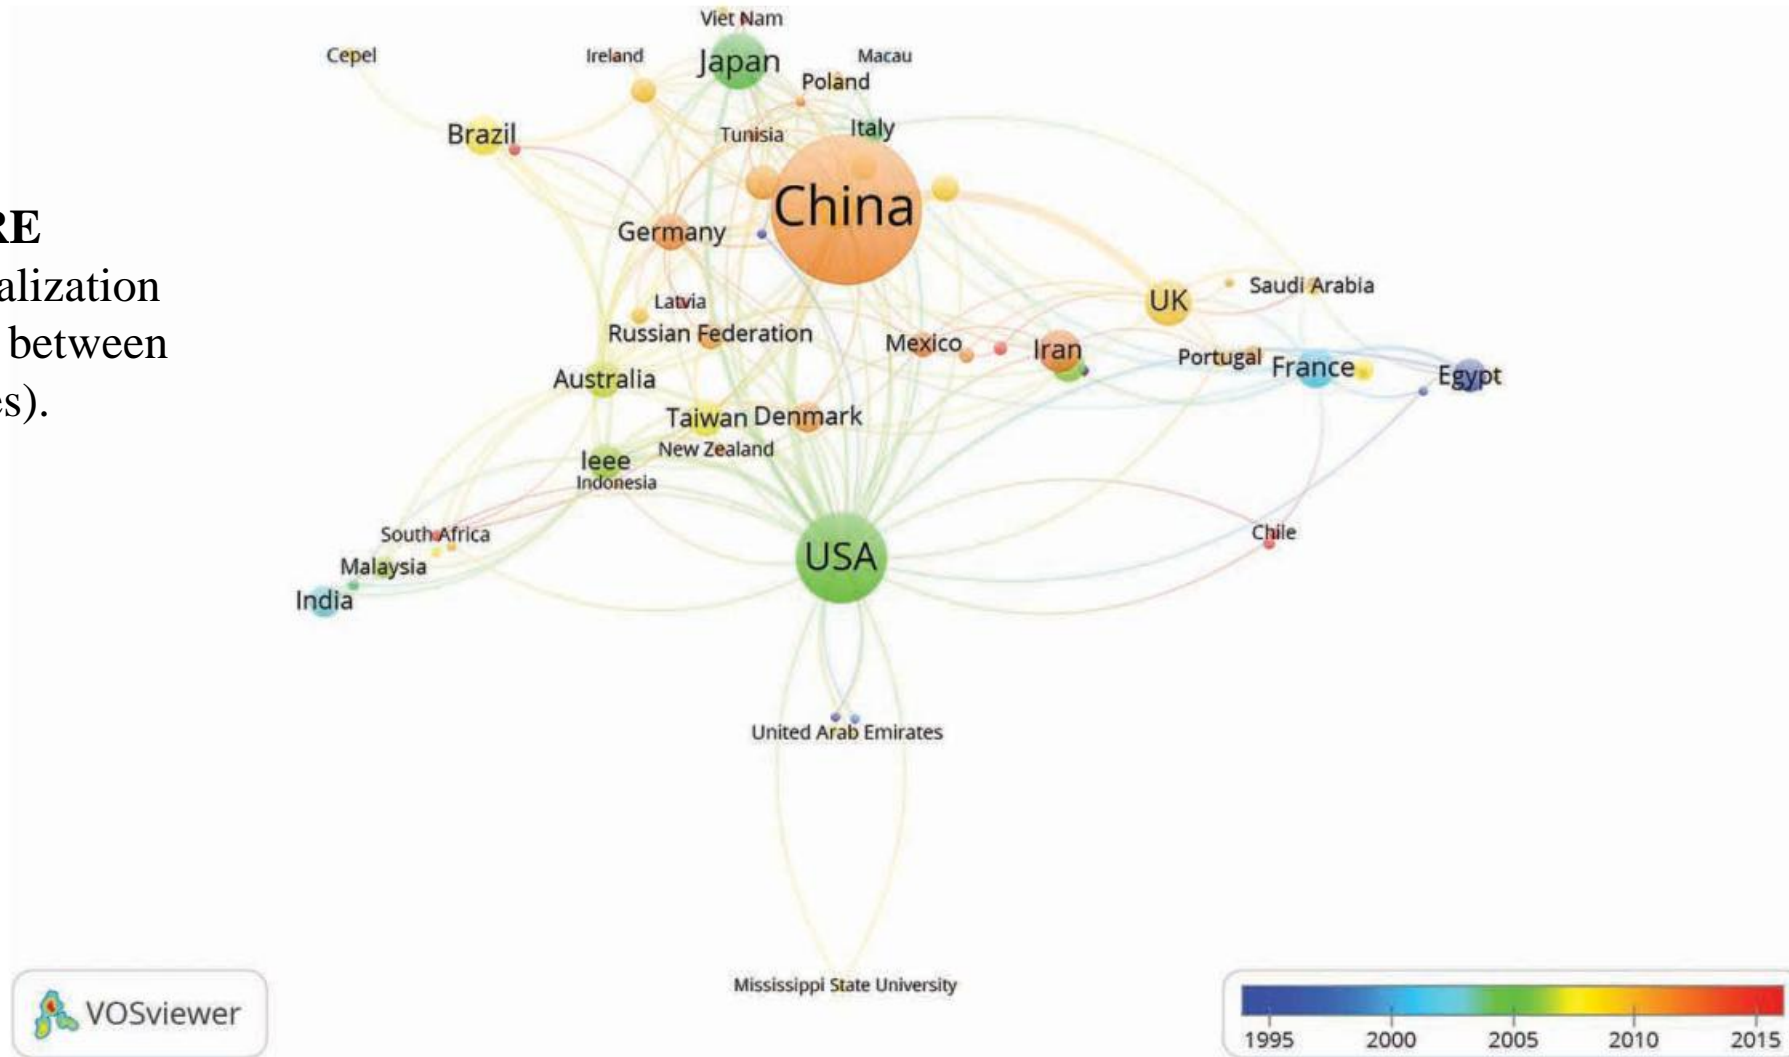 RE
alization
between
es).
Viet Nam
Cepel
Ireland
Japan
Macau
Poland
Brazil
Tunisia
Italy
China
Germany
Saudi Arabia
Latvia
UK
Russian Federation
Mexico
Iran
Portugal
France
Egypt
Australia
Taiwan
Denmark
New Zealand
Ieee
Indonesia
South Africa
Chile
Malaysia
USA
India
United Arab Emirates
Mississippi State University
VOSviewer
1995 2000 2005 2010 2015